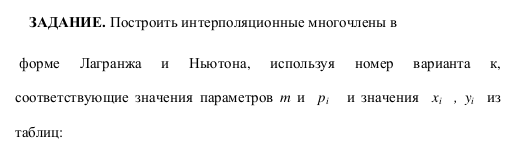 ЗАДАНИЕ. Построить интерполяционные многочлены в
форме Лагранжа и Ньютона, используя номер варианта к,
соответствующие значения параметров m и pᵢ и значения xᵢ , yᵢ из
таблиц: